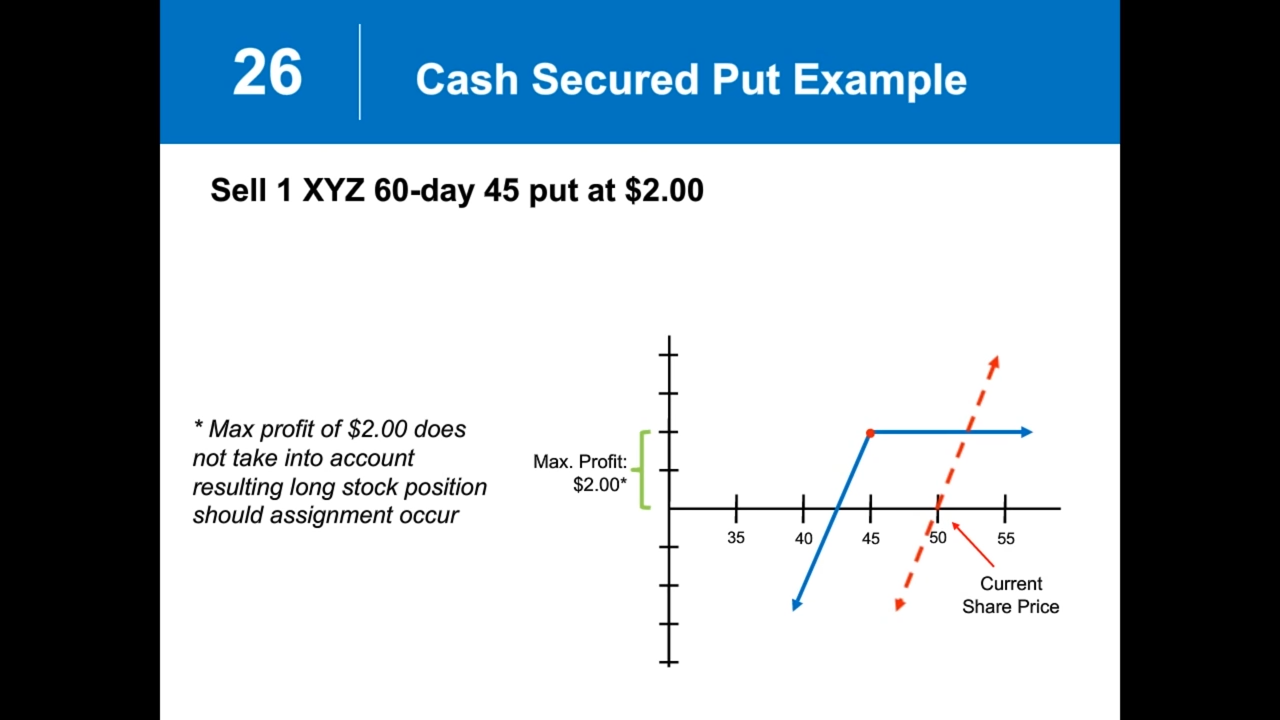 26
Cash Secured Put Example
Sell 1 XYZ 60-day 45 put at $2.00
* Max profit of $2.00 does
not take into account
resulting long stock position
should assignment occur
Max. Profit:
$2.00*
35 40 45 50 55
Current
Share Price